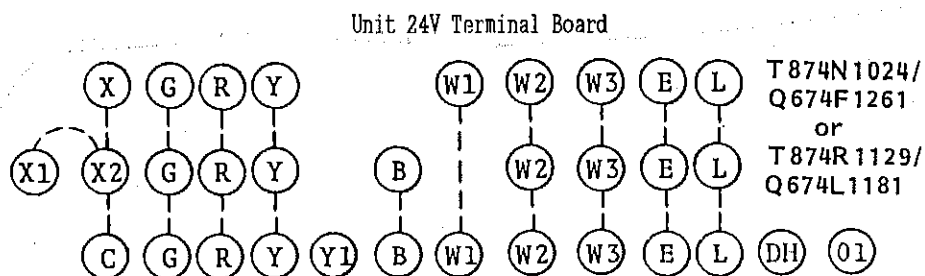 Unit 24V Terminal Board
X G R Y W1 W2 W3 E L
T874N1024/
Q674F1261
or
T874R1129/
Q674L1181
X1 X2 G R Y B W2 W3 E L
C G R Y Y1 B W1 W2 W3 E L DH 01